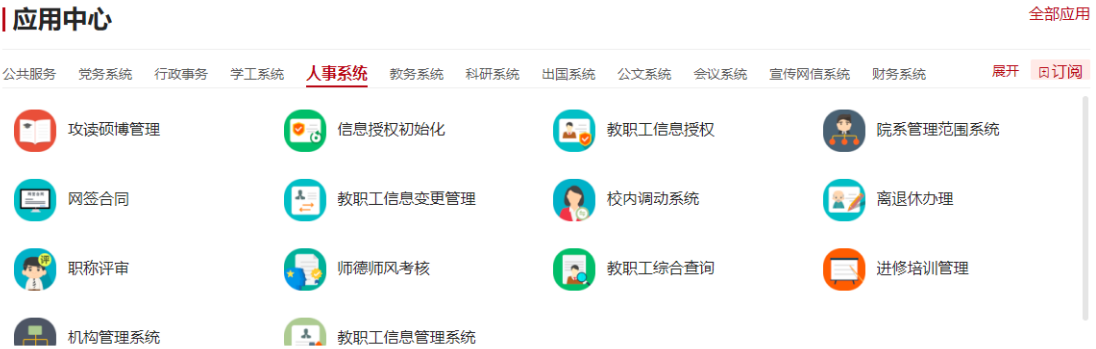 应用中心 全部应用
公共服务 党务系统 行政事务 学工系统 人事系统 教务系统 科研系统 出国系统 公文系统 会议系统 宣传网信系统 财务系统 展开 订阅
攻读硕博管理 信息授权初始化 教职工信息授权 院系管理范围系统
网签合同 教职工信息变更管理 校内调动系统 离退休办理
职称评审 师德师风考核 教职工综合查询 进修培训管理
机构管理系统 教职工信息管理系统